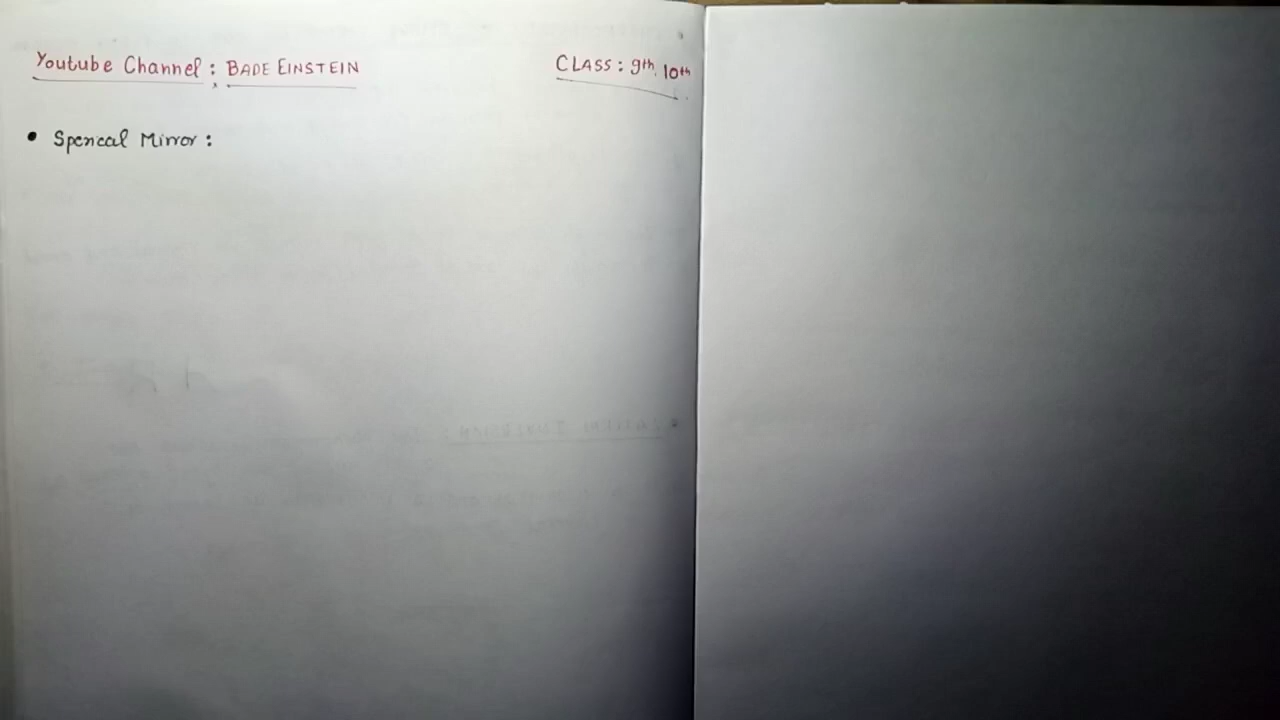 Youtube Channel : BADE EINSTEIN
CLASS : 9th, 10th
• Sperical Mirror :